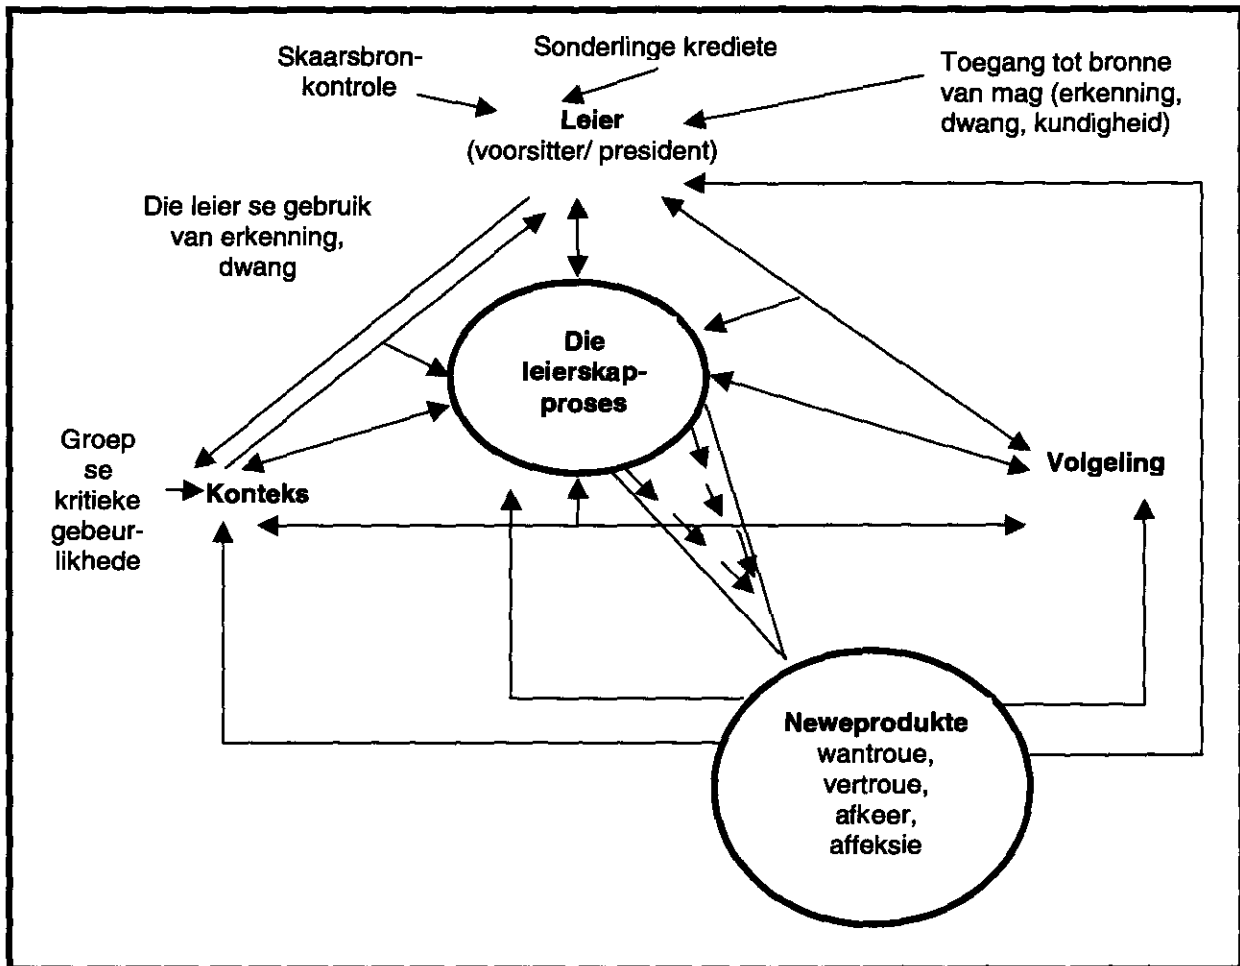 Skaarsbron-
kontrole
Sonderlinge krediete
Toegang tot bronne
van mag (erkenning,
dwang, kundigheid)
Leier
(voorsitter/ president)
Die leier se gebruik
van erkenning,
dwang
Die
leierskap-
proses
Groep
se
kritieke
gebeur-
likhede
Konteks
Volgeling
Neweprodukte
wantroue,
vertroue,
afkeer,
affeksie